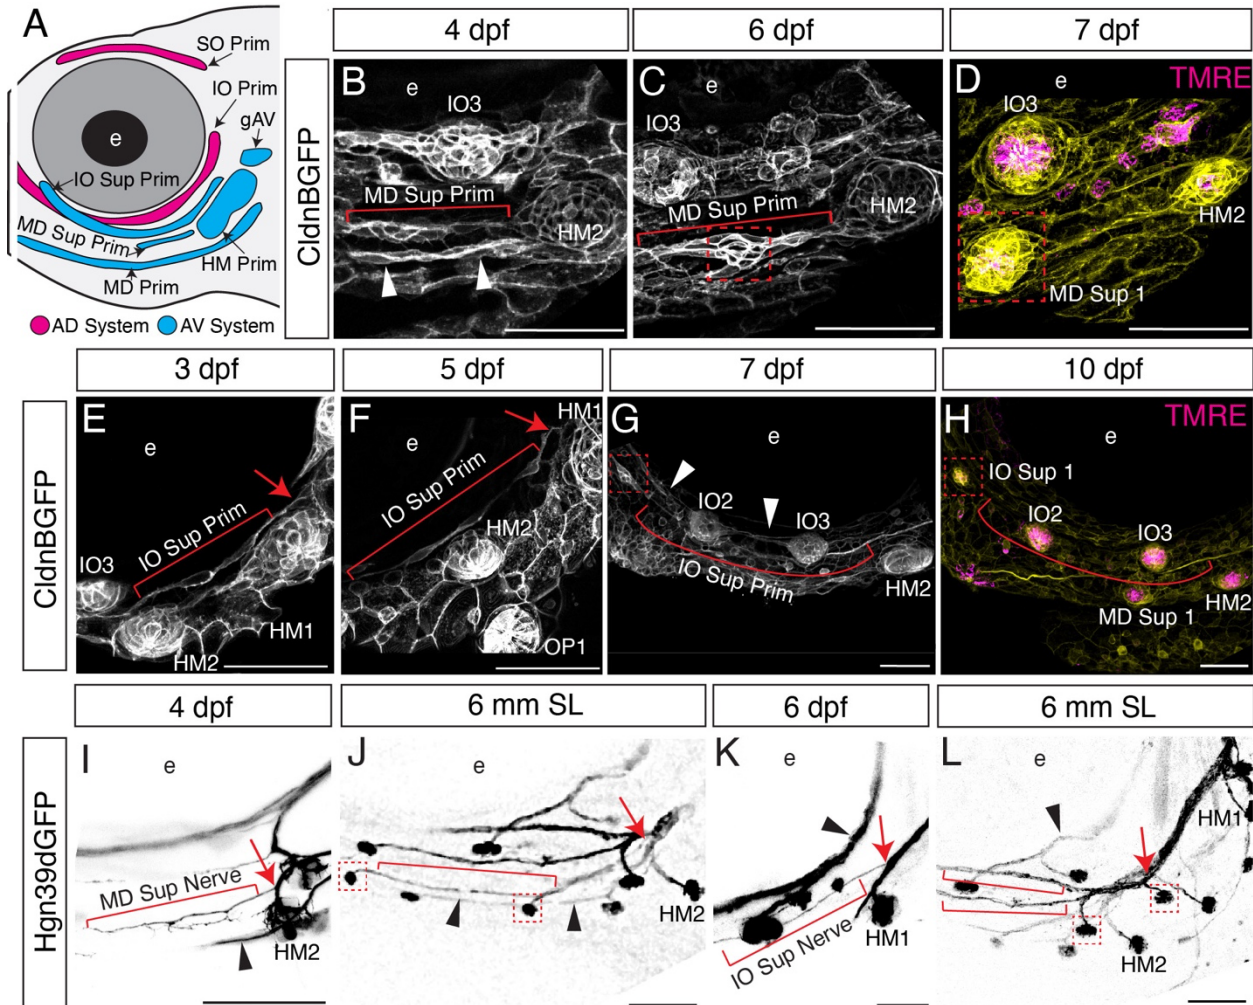 A
SO Prim
IO Prim
gAV
e
IO Sup Prim
MD Sup Prim
HM Prim
MD Prim
AD System
AV System
CldnBGFP
4 dpf
6 dpf
7 dpf
B
e
IO3
MD Sup Prim
HM2
C
e
IO3
MD Sup Prim
HM2
D
e
TMRE
IO3
HM2
MD Sup 1
CldnBGFP
3 dpf
5 dpf
7 dpf
10 dpf
E
e
IO Sup Prim
IO3
HM1
HM2
F
HM1
e
IO Sup Prim
HM2
OP1
G
e
IO2
IO3
IO Sup Prim
HM2
H
TMRE
e
IO Sup 1
IO2
IO3
HM2
MD Sup 1
Hgn39dGFP
4 dpf
6 mm SL
6 dpf
6 mm SL
I
e
MD Sup Nerve
HM2
J
e
HM2
K
e
HM1
IO Sup Nerve
L
e
HM1
HM2